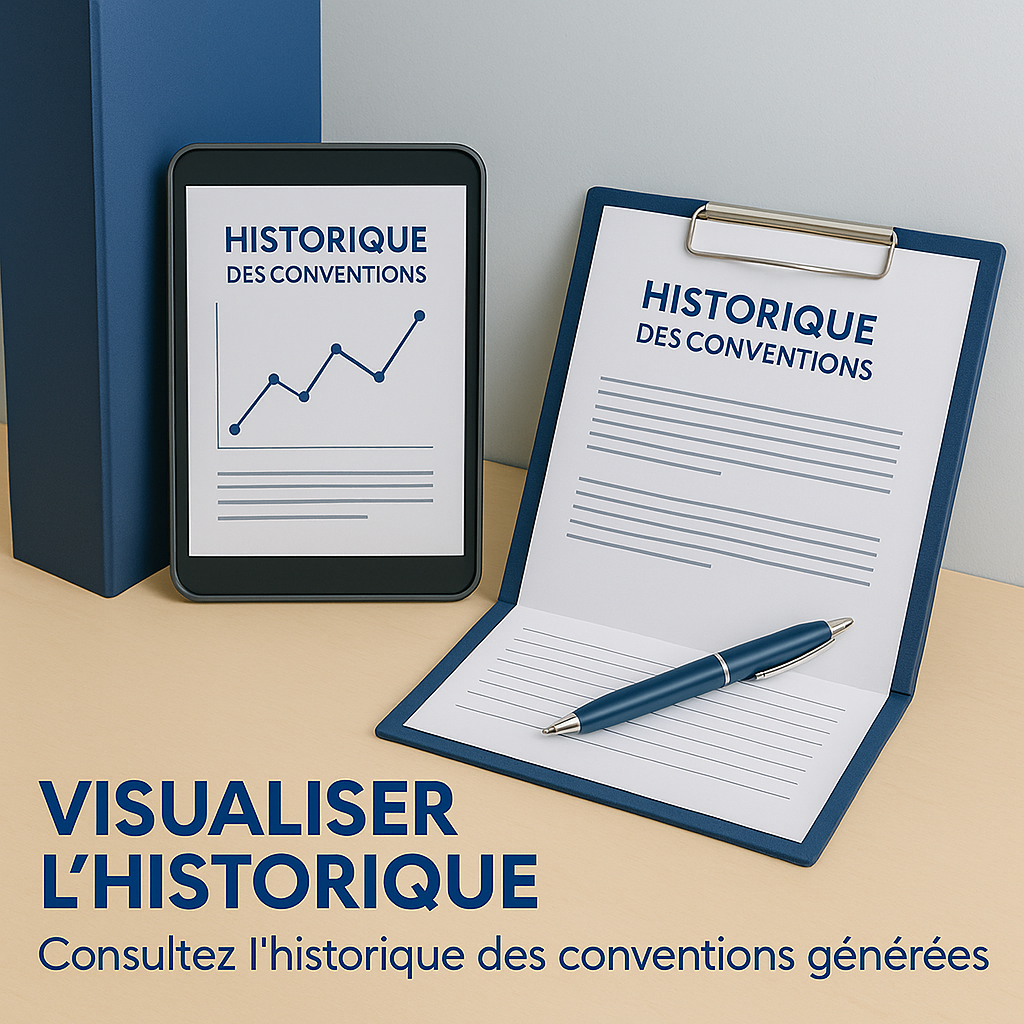 HISTORIQUE
DES CONVENTIONS
HISTORIQUE
DES CONVENTIONS
VISUALISER
L'HISTORIQUE
Consultez l'historique des conventions générées